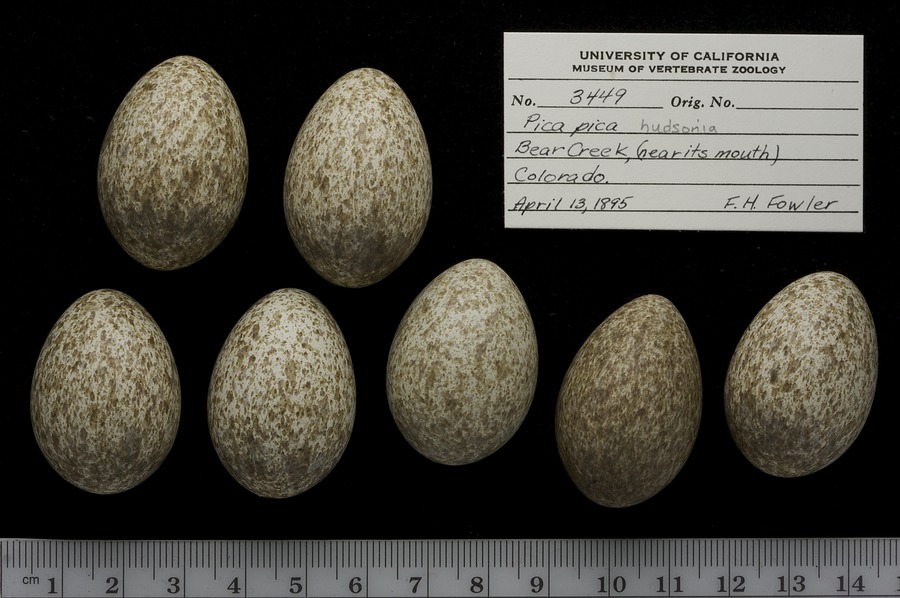 UNIVERSITY OF CALIFORNIA
MUSEUM OF VERTEBRATE ZOOLOGY
No. 3449 Orig. No.
Pica pica hudsonia
Bear Creek, (near its mouth)
Colorado.
April 13, 1895 F. H. Fowler
cm 1 2 3 4 5 6 7 8 9 10 11 12 13 14